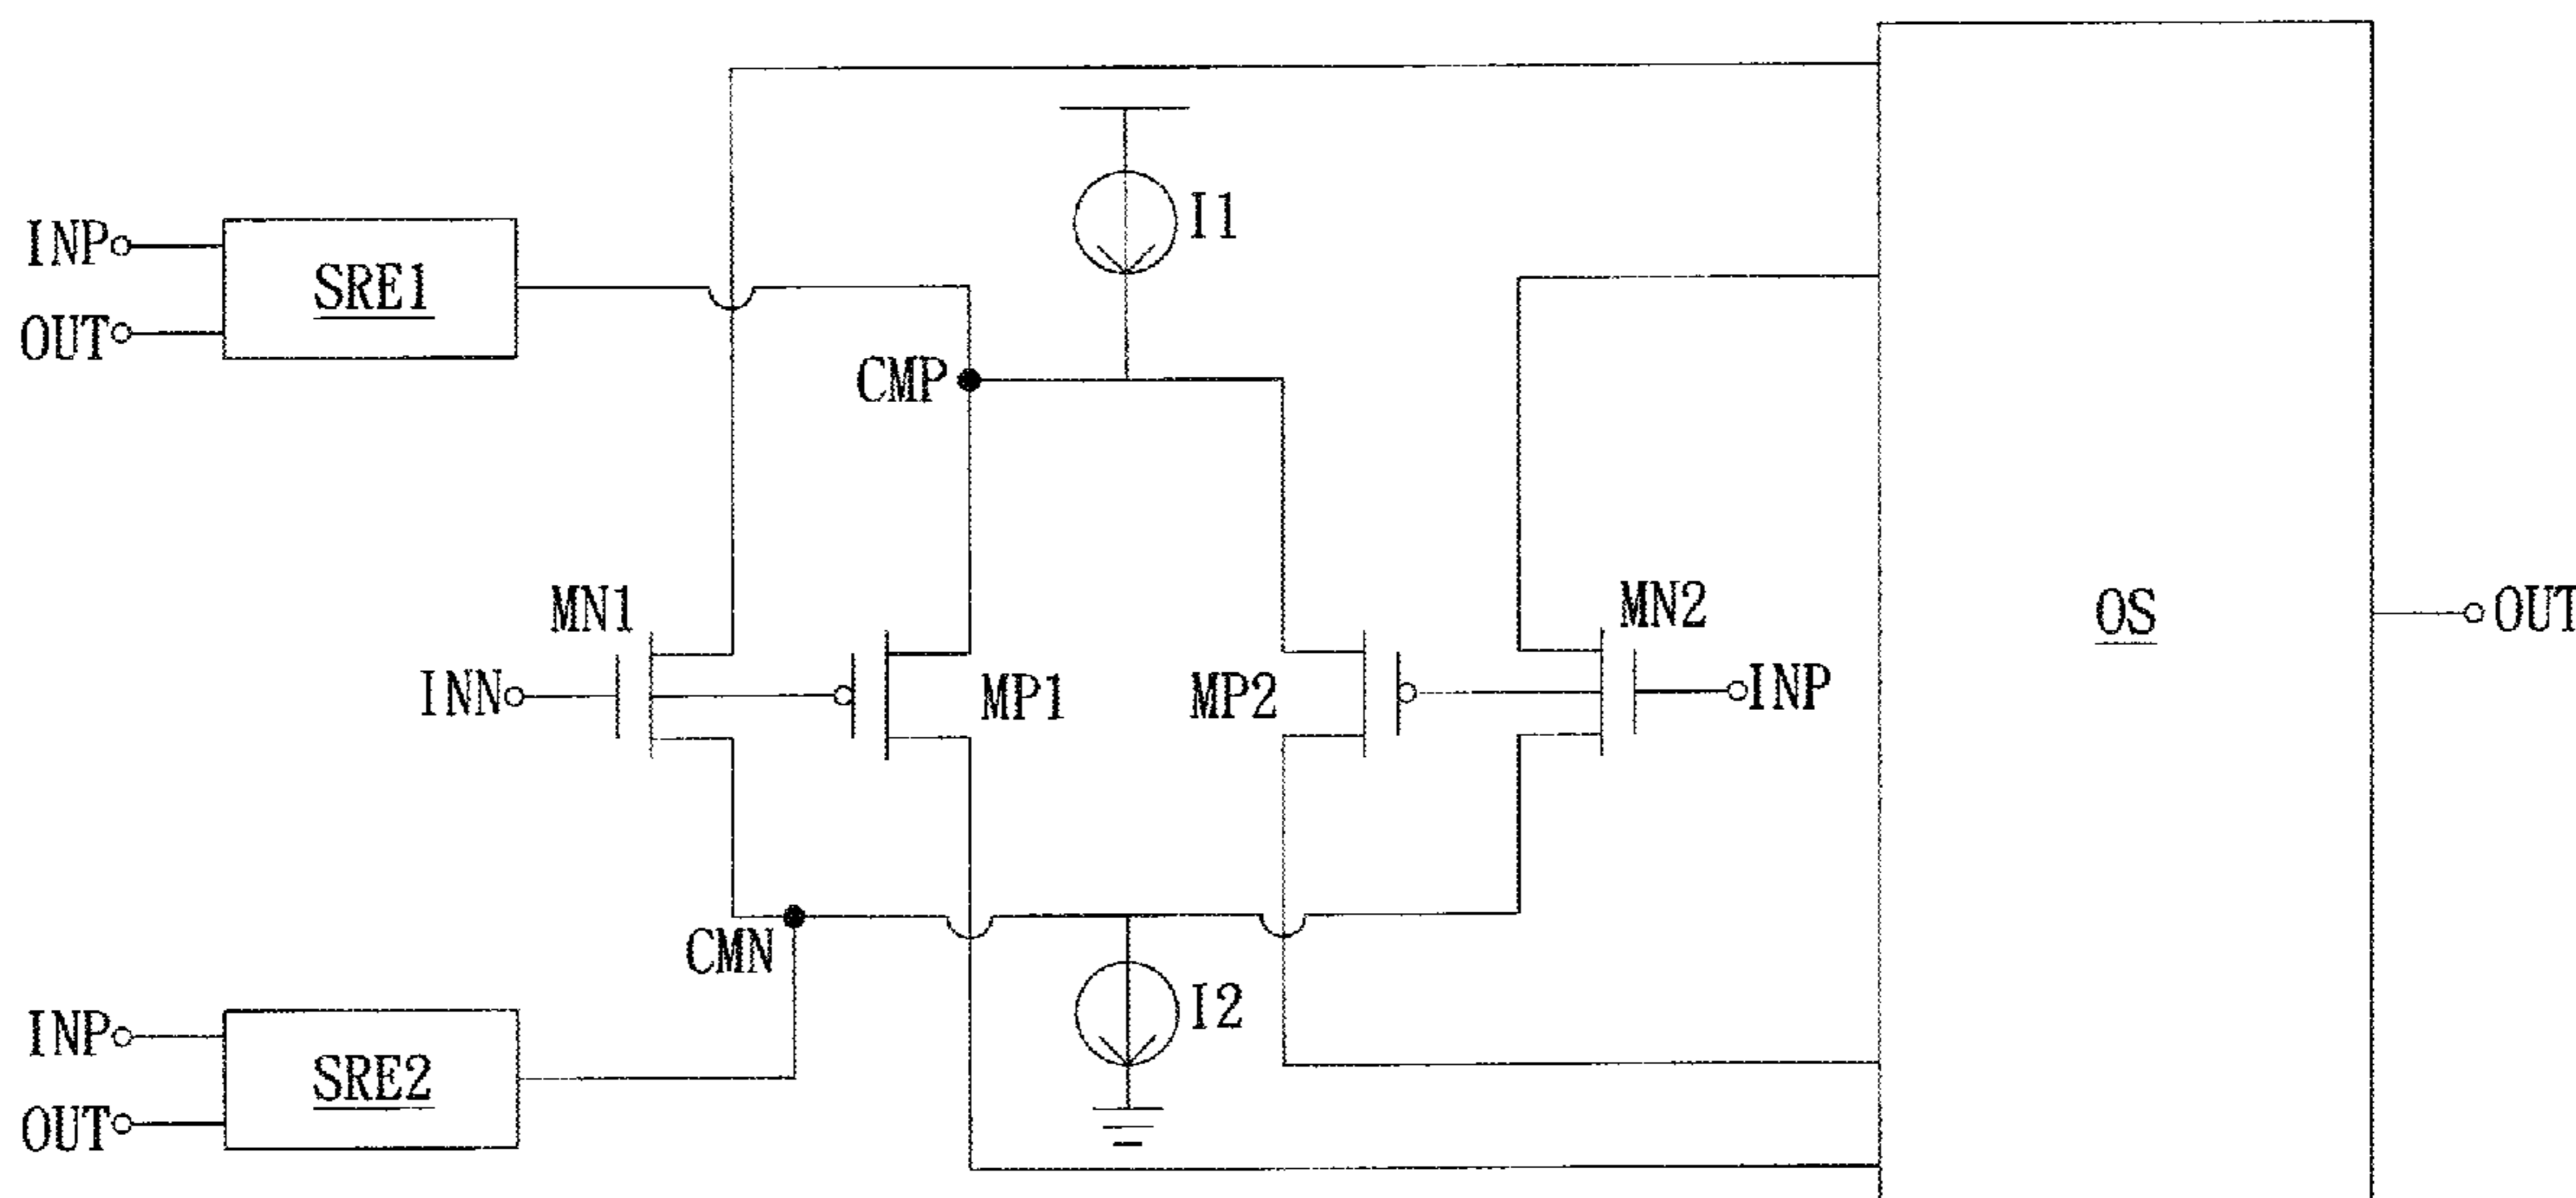 I1
INP
SRE1
OUT
CMP
MN1
MN2
OS
OUT
INN
MP1
MP2
INP
CMN
I2
INP
SRE2
OUT